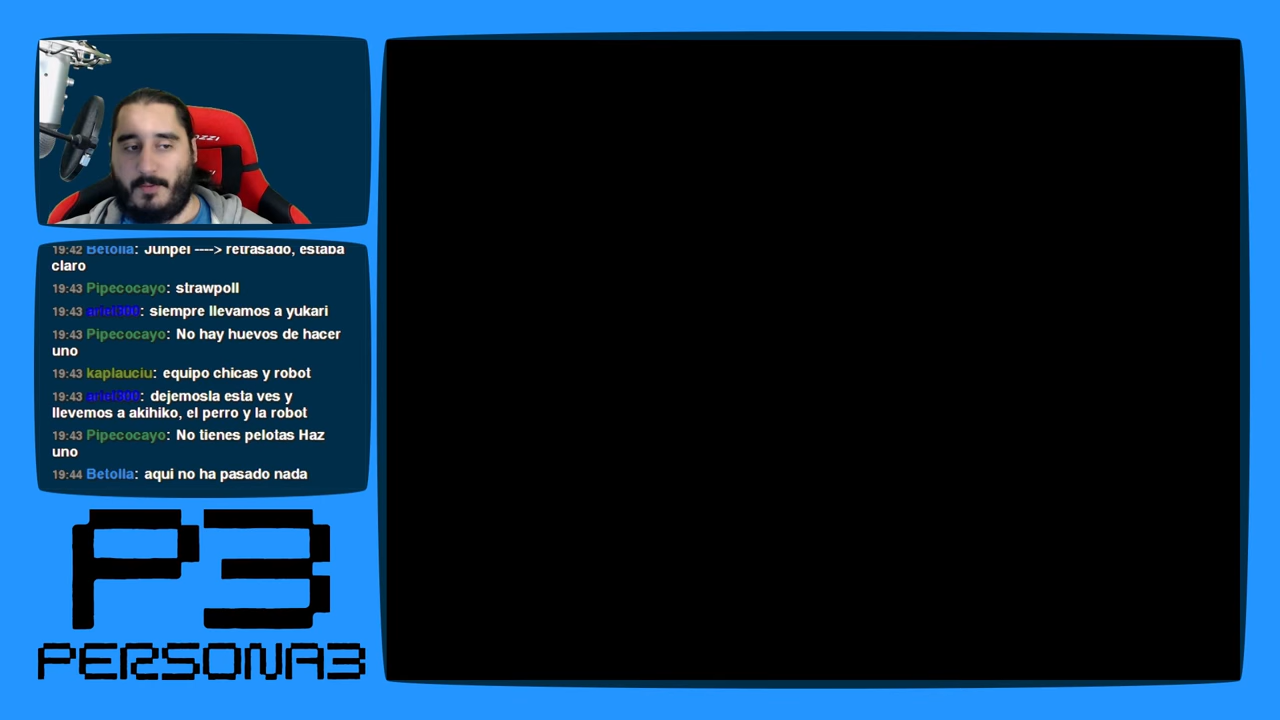 OZZI
19:42 Betolla: Junpei ----> retrasado, estaba
claro
19:43 Pipecocayo: strawpoll
19:43 : siempre llevamos a yukari
19:43 Pipecocayo: No hay huevos de hacer
uno
19:43 kaplauciu: equipo chicas y robot
19:43 : dejemosla esta ves y
llevemos a akihiko, el perro y la robot
19:43 Pipecocayo: No tienes pelotas Haz
uno
19:44 Betolla: aqui no ha pasado nada
P3
PERSONA3